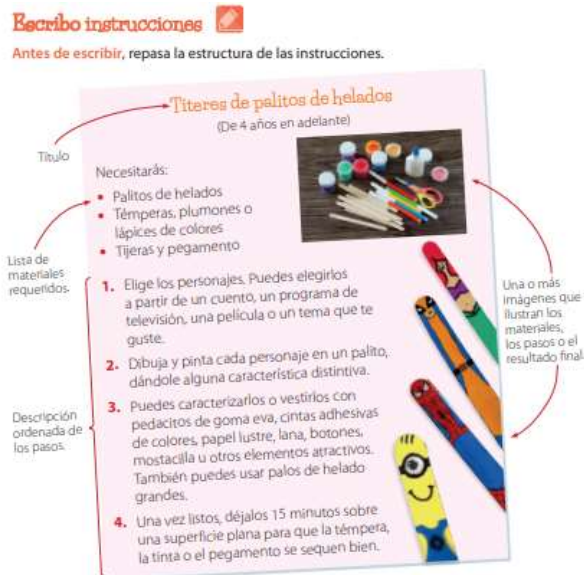 Escribo instrucciones
Antes de escribir, repasa la estructura de las instrucciones.
Títeres de palitos de helados
(De 4 años en adelante)
Título
Necesitarás:
• Palitos de helados
• Témperas, plumones o
lápices de colores
• Tijeras y pegamento
Lista de
materiales
requeridos.
1. Elige los personajes. Puedes elegirlos
a partir de un cuento, un programa de
televisión, una película o un tema que te
guste.
2. Dibuja y pinta cada personaje en un palito,
dándole alguna característica distintiva.
3. Puedes caracterizarlos o vestirlos con
pedacitos de goma eva, cintas adhesivas
de colores, papel lustre, lana, botones,
mostacilla u otros elementos atractivos.
También puedes usar palos de helado
grandes.
4. Una vez listos, déjalos 15 minutos sobre
una superficie plana para que la témpera,
la tinta o el pegamento se sequen bien.
Descripción
ordenada de
los pasos.
Una o más
imágenes que
ilustran los
materiales,
los pasos o el
resultado final.